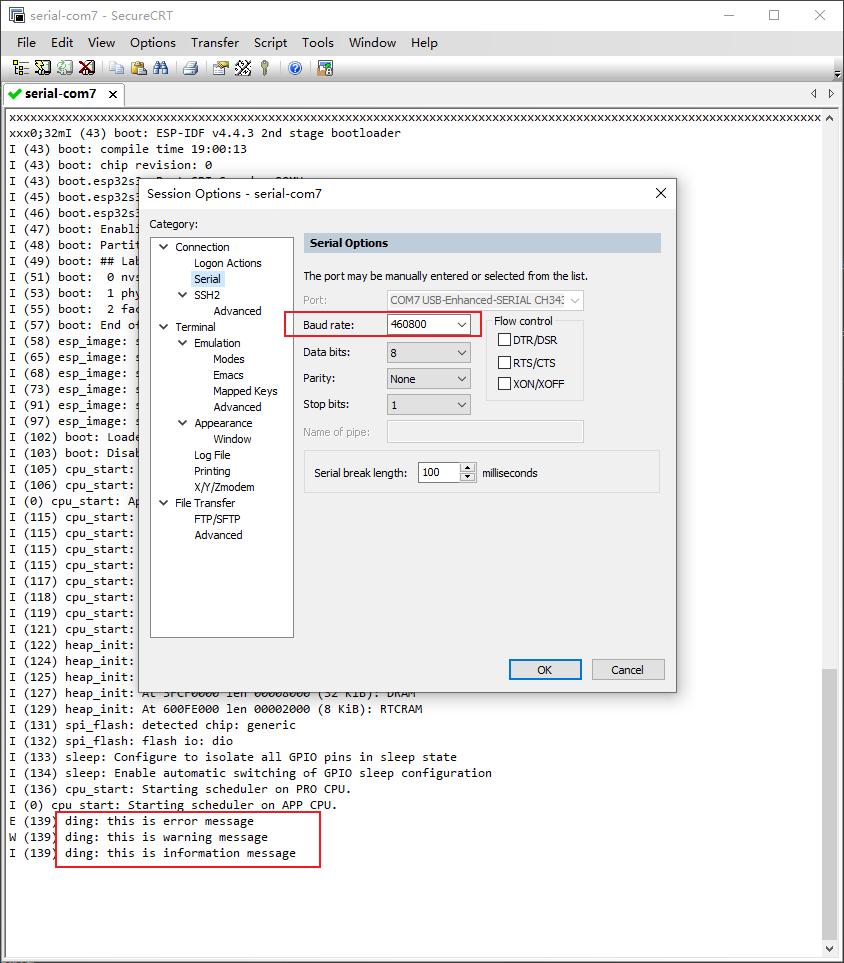 serial-com7 - SecureCRT
File Edit View Options Transfer Script Tools Window Help
serial-com7
xxxxxxxxxxxxxxxxxxxxxxxxxxxxxxxxxxxxxxxxxxxxxxxxxxxxxxxxxxxxxxxxxxxxxxxxxxxxxxxxxxxxxxxxxxxxxxxxxxxxxxxxxxxxxxxxxxxx
xxx0;32mI (43) boot: ESP-IDF v4.4.3 2nd stage bootloader
I (43) boot: compile time 19:00:13
I (43) boot: chip revision: 0
I (43) boot.esp32s3
I (45) boot.esp32s3
I (46) boot.esp32s3
I (47) boot: Enabli
I (48) boot: Partit
I (49) boot: ## Lab
I (51) boot: 0 nvs
I (53) boot: 1 phy
I (55) boot: 2 fac
I (57) boot: End of
I (58) esp_image: s
I (65) esp_image: s
I (68) esp_image: s
I (73) esp_image: s
I (91) esp_image: s
I (97) esp_image: s
I (102) boot: Loade
I (103) boot: Disab
I (105) cpu_start:
I (106) cpu_start:
I (0) cpu_start: Ap
I (115) cpu_start:
I (115) cpu_start:
I (115) cpu_start:
I (115) cpu_start:
I (117) cpu_start:
I (118) cpu_start:
I (119) cpu_start:
I (121) cpu_start:
I (122) heap_init:
I (124) heap_init:
I (125) heap_init:
I (127) heap_init: At 3FCF0000 len 00008000 (32 KiB): DRAM
I (129) heap_init: At 600FE000 len 00002000 (8 KiB): RTCRAM
I (131) spi_flash: detected chip: generic
I (132) spi_flash: flash io: dio
I (133) sleep: Configure to isolate all GPIO pins in sleep state
I (134) sleep: Enable automatic switching of GPIO sleep configuration
I (136) cpu_start: Starting scheduler on PRO CPU.
I (0) cpu_start: Starting scheduler on APP CPU.
E (139) ding: this is error message
W (139) ding: this is warning message
I (139) ding: this is information message
Session Options - serial-com7
Category:
Connection
Logon Actions
Serial
SSH2
Advanced
Terminal
Emulation
Modes
Emacs
Mapped Keys
Advanced
Appearance
Window
Log File
Printing
X/Y/Zmodem
File Transfer
FTP/SFTP
Advanced
Serial Options
The port may be manually entered or selected from the list.
Port: COM7 USB-Enhanced-SERIAL CH343
Baud rate: 460800
Data bits: 8
Parity: None
Stop bits: 1
Name of pipe:
Flow control
DTR/DSR
RTS/CTS
XON/XOFF
Serial break length: 100 milliseconds
OK Cancel